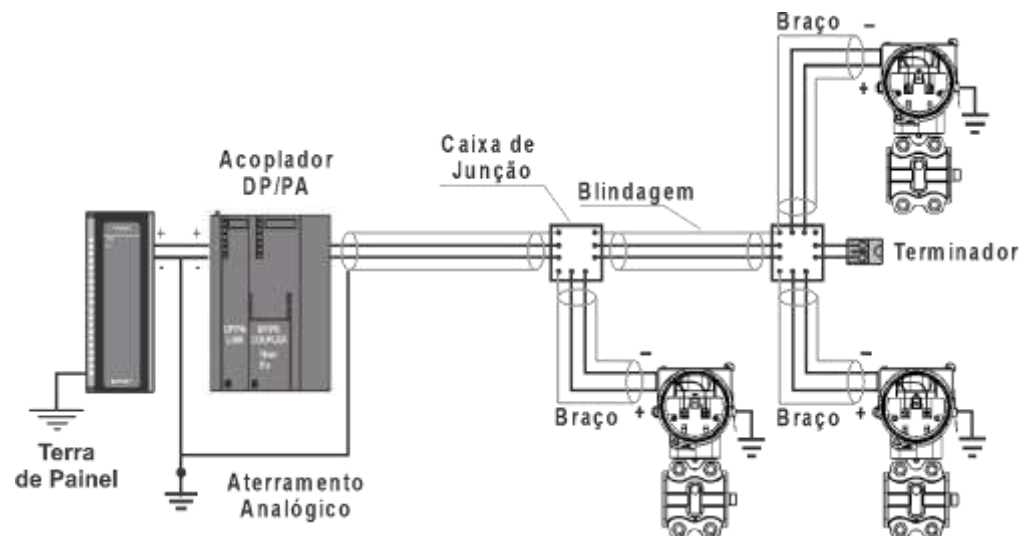 Braço
-
+
Caixa de
Junção
Acoplador
DP/PA
Blindagem
+
+
-
-
Terminador
-
Braço
+
-
Braço
+
Terra
de Painel
Aterramento
Analógico